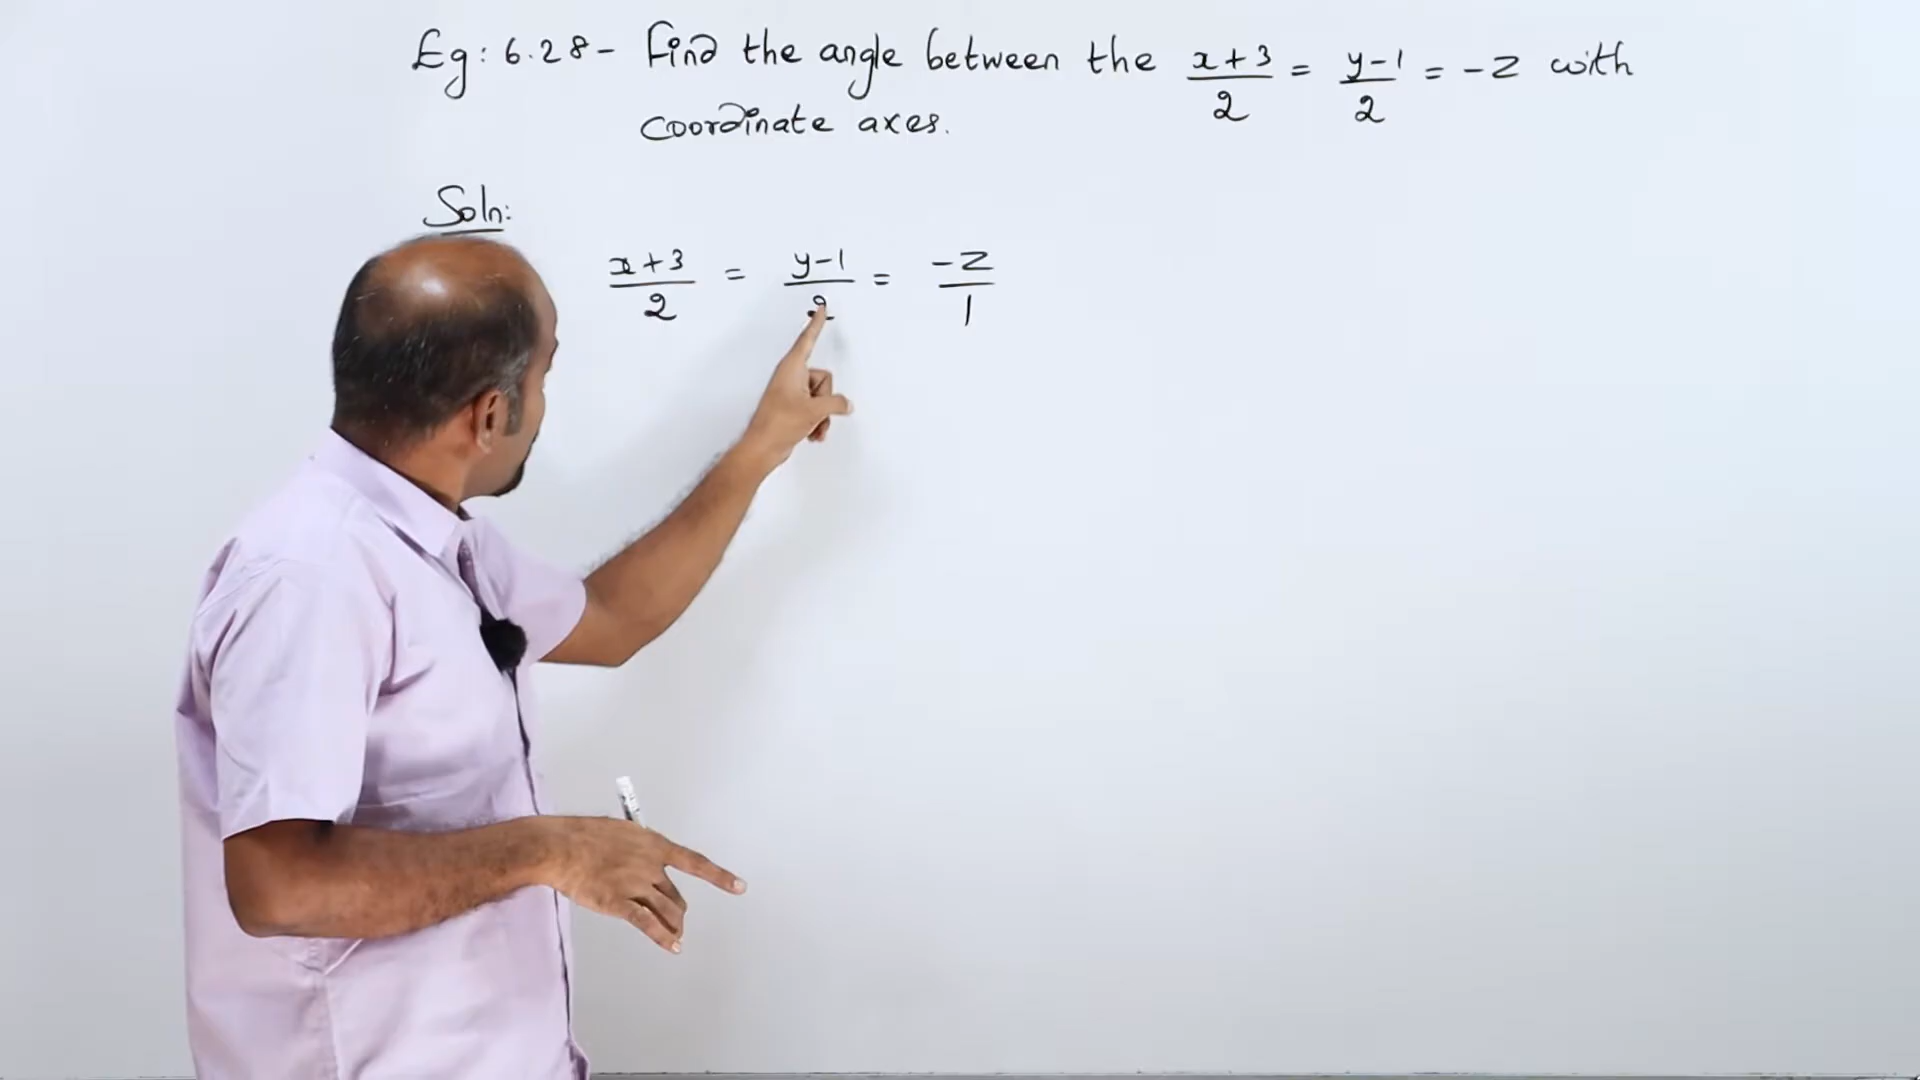 Eg: 6.28- Find the angle between the x+3/2 = y-1/2 = -z with
coordinate axes.
Soln:
x+3/2 = y-1/2 = -z/1